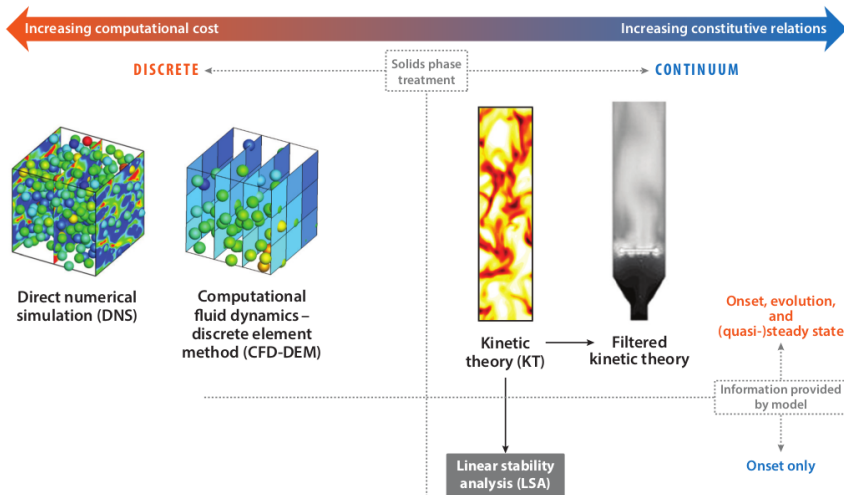 Increasing computational cost
Increasing constitutive relations
DISCRETE
Solids phase
treatment
CONTINUUM
Direct numerical
simulation (DNS)
Computational
fluid dynamics –
discrete element
method (CFD-DEM)
Kinetic
theory (KT)
Filtered
kinetic theory
Onset, evolution,
and
(quasi-)steady state
Information provided
by model
Linear stability
analysis (LSA)
Onset only